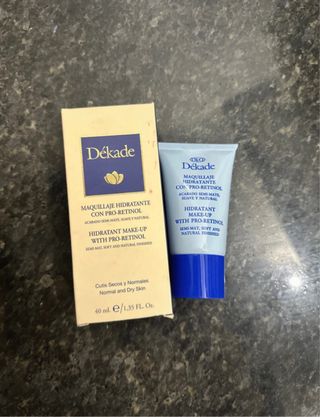 Dékade
MAQUILLAJE HIDRATANTE
CON PRO-RETINOL
ACABADO SEMI-MATE, SUAVE Y NATURAL
HIDRATANT MAKE-UP
WITH PRO-RETINOL
SEMI-MAT, SOFT AND NATURAL FINISHED
Cutis Secos y Normales
Normal and Dry Skin
40 ml. e/1,35 FL. Oz.
Dékade
MAQUILLAJE
HIDRATANTE
CON PRO-RETINOL
ACABADO SEMI-MATE,
SUAVE Y NATURAL
HIDRATANT
MAKE-UP
WITH PRO-RETINOL
SEMI-MAT, SOFT AND
NATURAL FINISHED